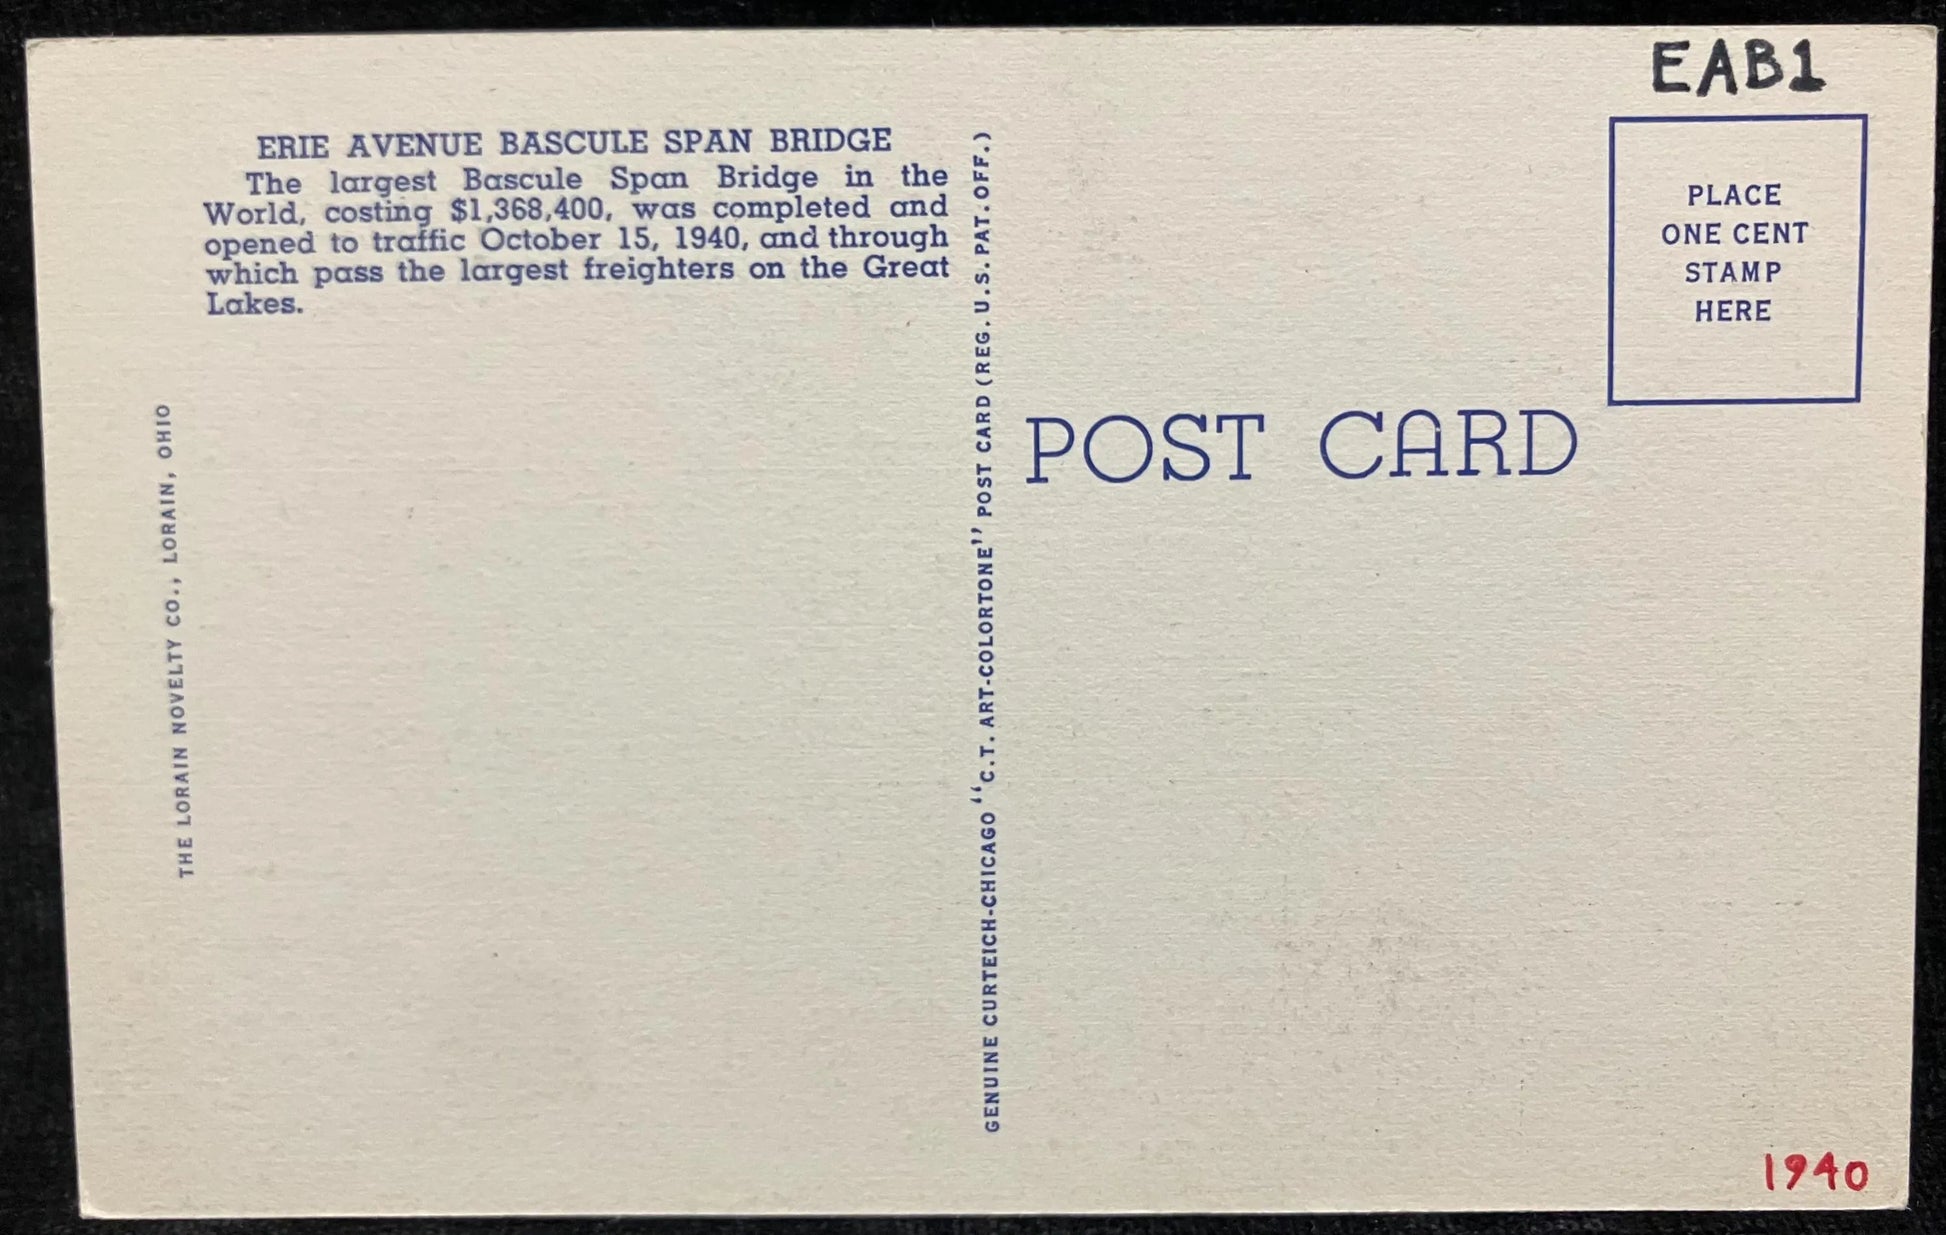 EAB1
ERIE AVENUE BASCULE SPAN BRIDGE
The largest Bascule Span Bridge in the
World, costing $1,368,400, was completed and
opened to traffic October 15, 1940, and through
which pass the largest freighters on the Great
Lakes.
THE LORAIN NOVELTY CO., LORAIN, OHIO
GENUINE CURTEICH-CHICAGO "C.T. ART-COLORTONE" POST CARD (REG. U.S. PAT. OFF.)
PLACE
ONE CENT
STAMP
HERE
POST CARD
1940